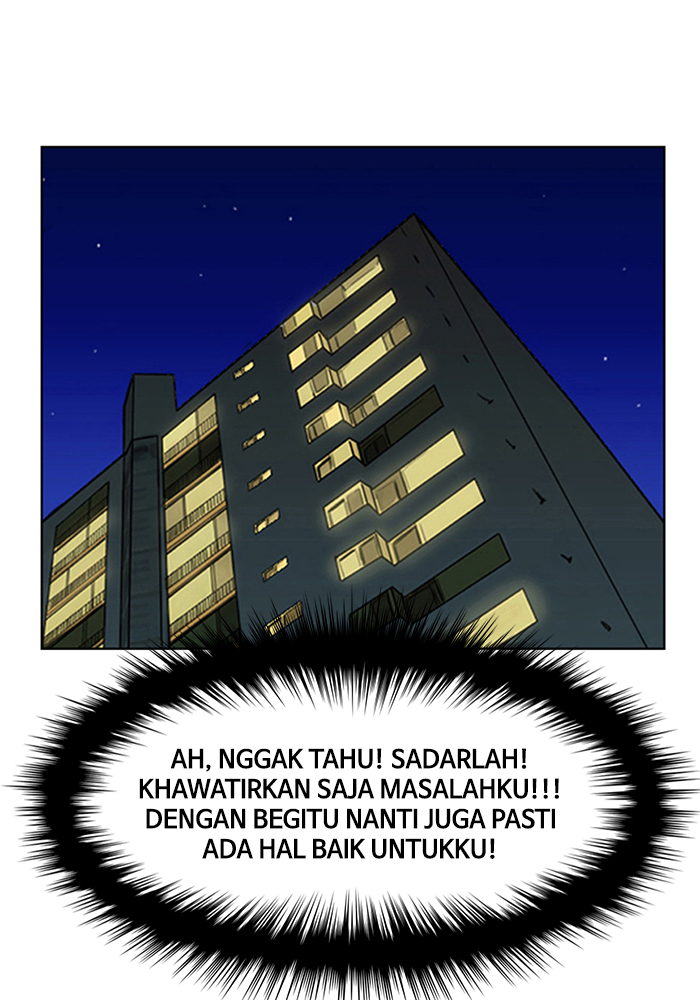 AH, NGGAK TAHU! SADARLAH!
KHAWATIRKAN SAJA MASALAHKU!!!
DENGAN BEGITU NANTI JUGA PASTI
ADA HAL BAIK UNTUKKU!